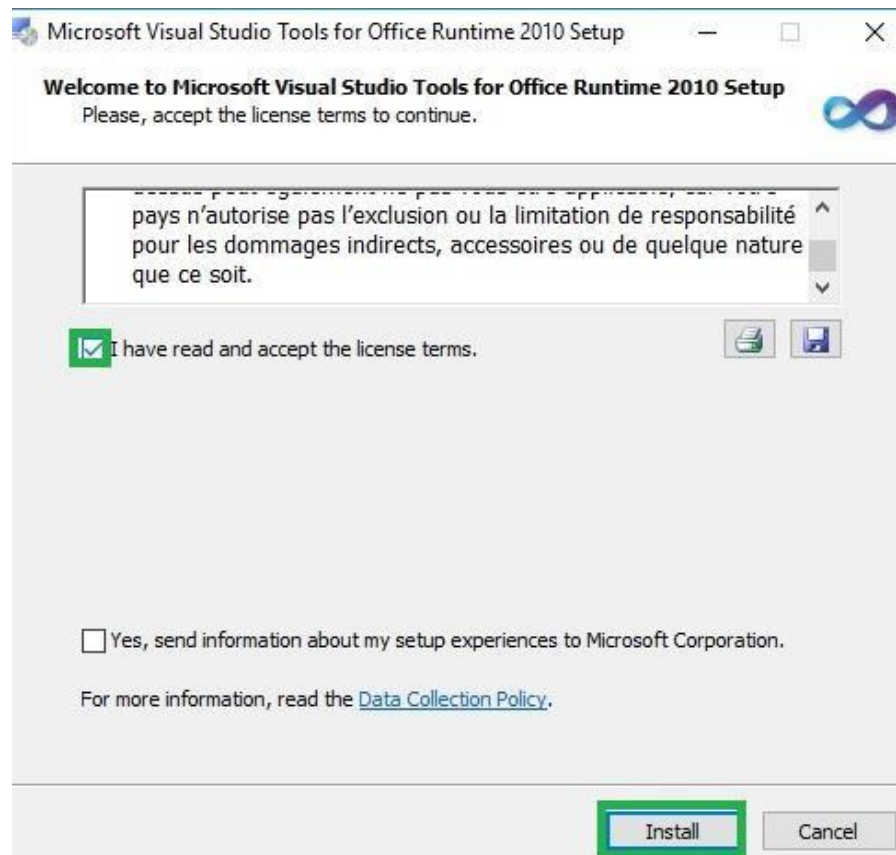 Microsoft Visual Studio Tools for Office Runtime 2010 Setup
Welcome to Microsoft Visual Studio Tools for Office Runtime 2010 Setup
Please, accept the license terms to continue.
pays n’autorise pas l’exclusion ou la limitation de responsabilité
pour les dommages indirects, accessoires ou de quelque nature
que ce soit.
I have read and accept the license terms.
Yes, send information about my setup experiences to Microsoft Corporation.
For more information, read the Data Collection Policy.
Install
Cancel